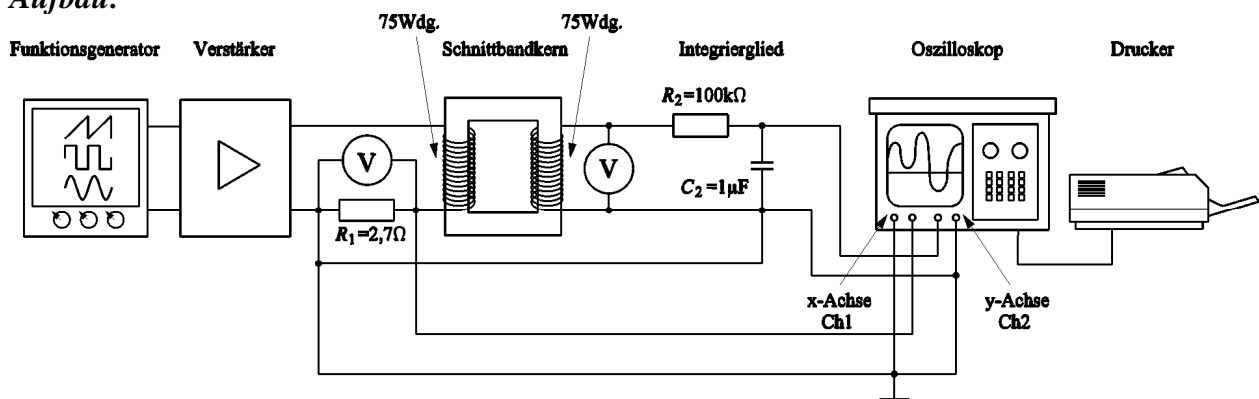 Aufbau:
75Wdg.
75Wdg.
Funktionsgenerator
Verstärker
Schnittbandkern
Integrierglied
Oszilloskop
Drucker
R2=100kΩ
V
V
C2=1µF
R1=2,7Ω
x-Achse
Ch1
y-Achse
Ch2